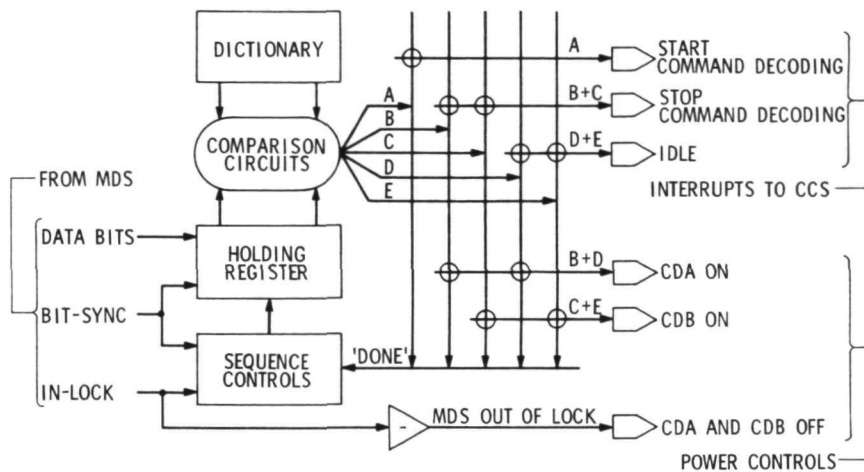 DICTIONARY
COMPARISON
CIRCUITS
A
B
C
D
E
A
START
COMMAND DECODING
B+C
STOP
COMMAND DECODING
D+E
IDLE
INTERRUPTS TO CCS
FROM MDS
DATA BITS
HOLDING
REGISTER
BIT-SYNC
SEQUENCE
CONTROLS
IN-LOCK
B+D
CDA ON
C+E
CDB ON
'DONE'
-
MDS OUT OF LOCK
CDA AND CDB OFF
POWER CONTROLS